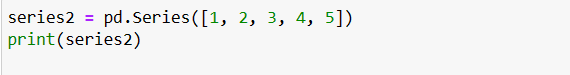 series2 = pd.Series([1, 2, 3, 4, 5])
print(series2)